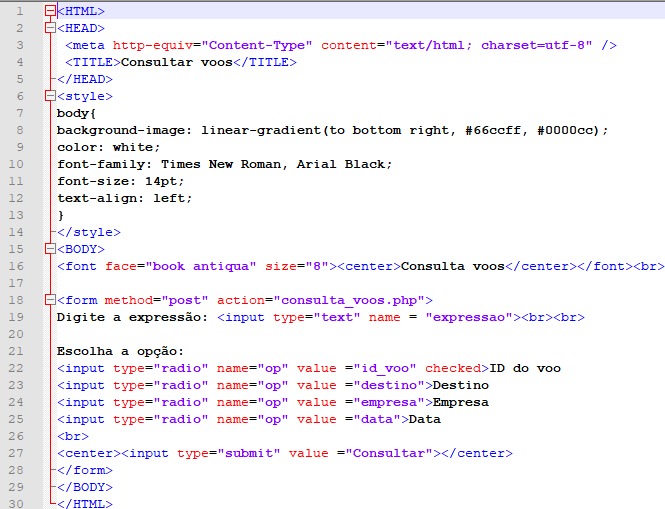 1 <HTML>
2 <HEAD>
3 <meta http-equiv="Content-Type" content="text/html; charset=utf-8" />
4 <TITLE>Consultar voos</TITLE>
5 </HEAD>
6 <style>
7 body{
8 background-image: linear-gradient(to bottom right, #66ccff, #0000cc);
9 color: white;
10 font-family: Times New Roman, Arial Black;
11 font-size: 14pt;
12 text-align: left;
13 }
14 </style>
15 <BODY>
16 <font face="book antiqua" size="8"><center>Consulta voos</center></font><br>
17
18 <form method="post" action="consulta_voos.php">
19 Digite a expressão: <input type="text" name = "expressao"><br><br>
20
21 Escolha a opção:
22 <input type="radio" name="op" value ="id_voo" checked>ID do voo
23 <input type="radio" name="op" value ="destino">Destino
24 <input type="radio" name="op" value ="empresa">Empresa
25 <input type="radio" name="op" value ="data">Data
26 <br>
27 <center><input type="submit" value ="Consultar"></center>
28 </form>
29 </BODY>
30 </HTML>